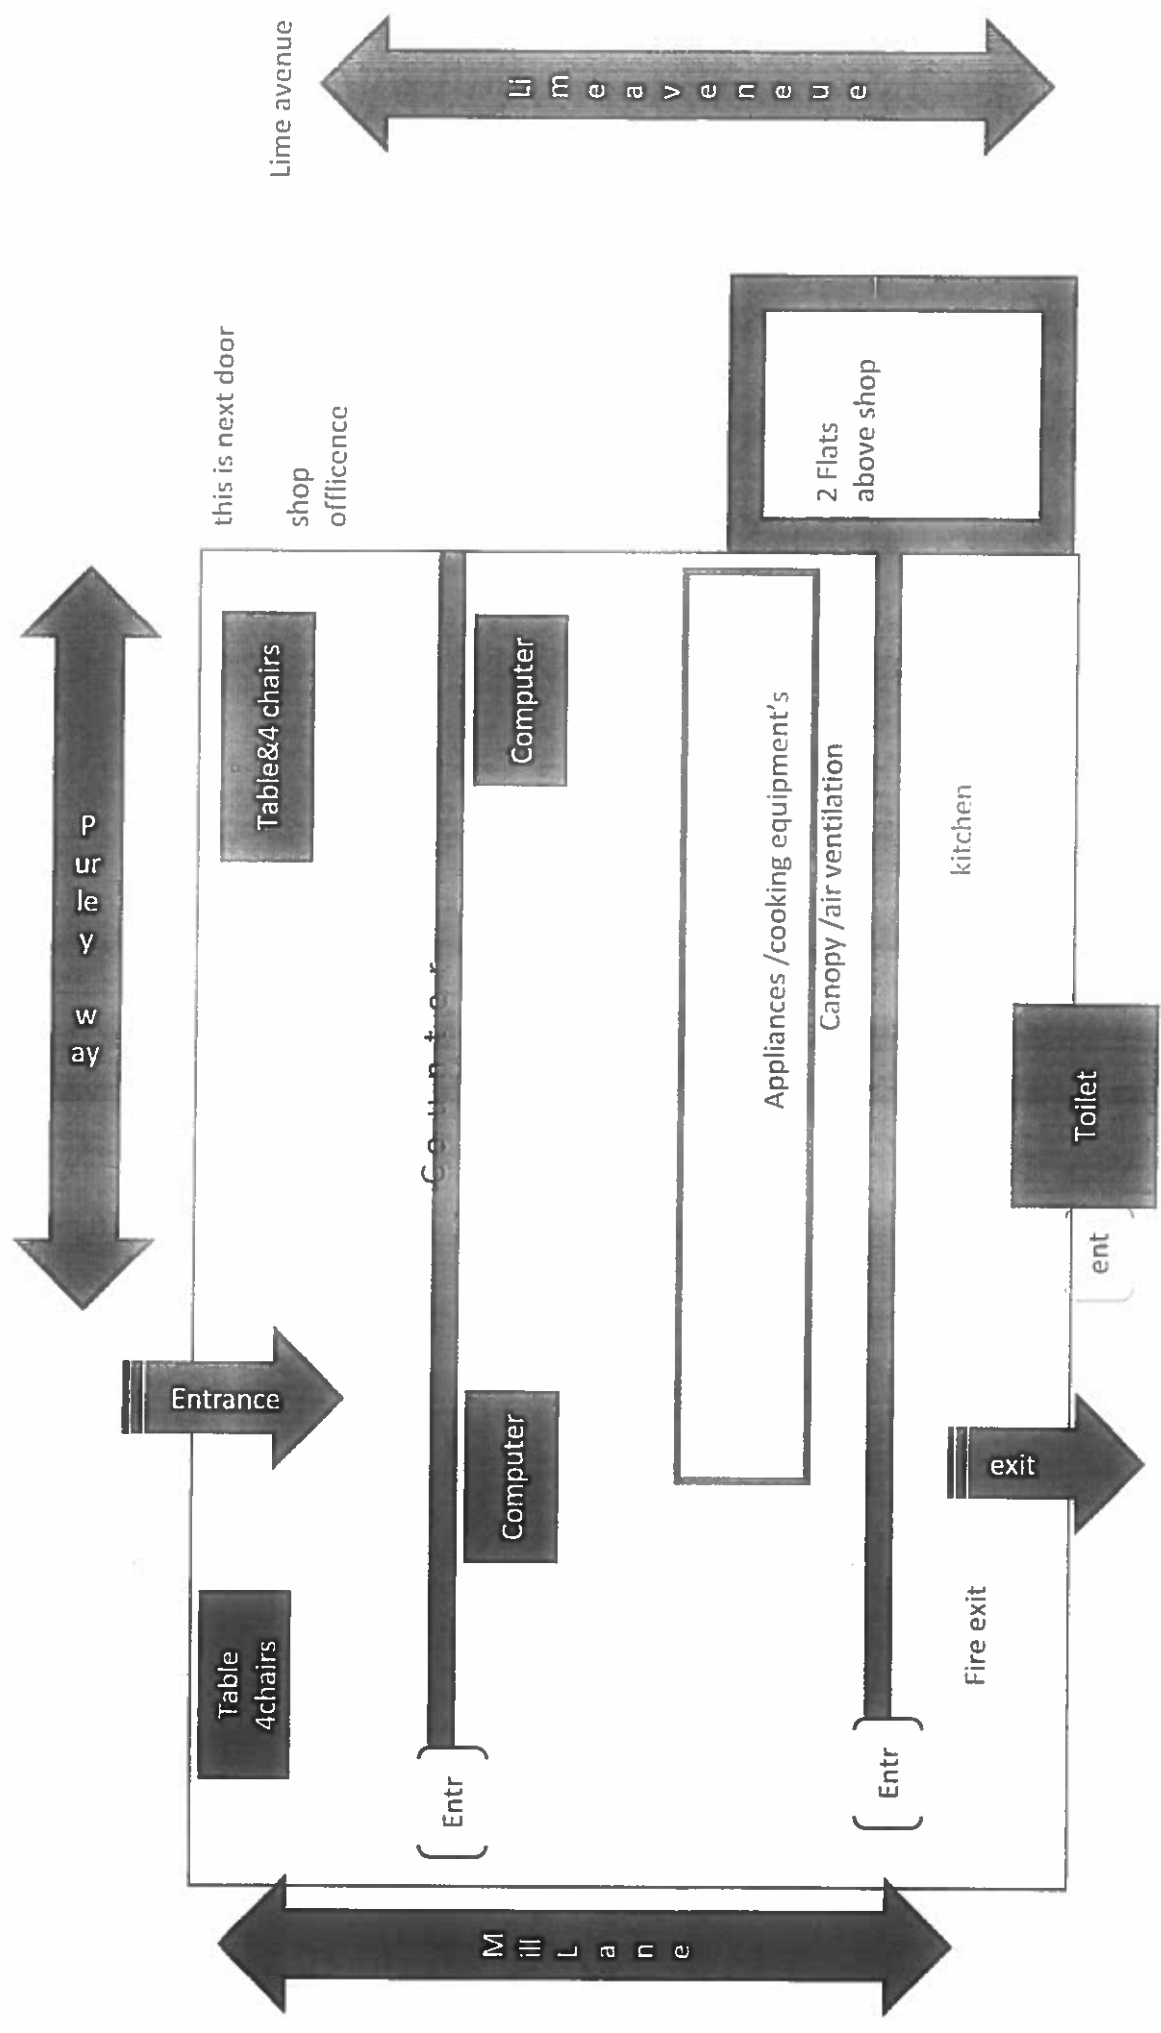 P
ur
le
y
w
ay
Entrance
Table
4chairs
Table&4 chairs
this is next door
shop
offlicence
Lime avenue
Counter
Entr
Computer
Computer
M
ill
L
a
n
e
Li
m
e
a
v
e
n
e
u
e
Appliances /cooking equipment's
Canopy /air ventilation
2 Flats
above shop
Entr
kitchen
Fire exit
exit
ent
Toilet